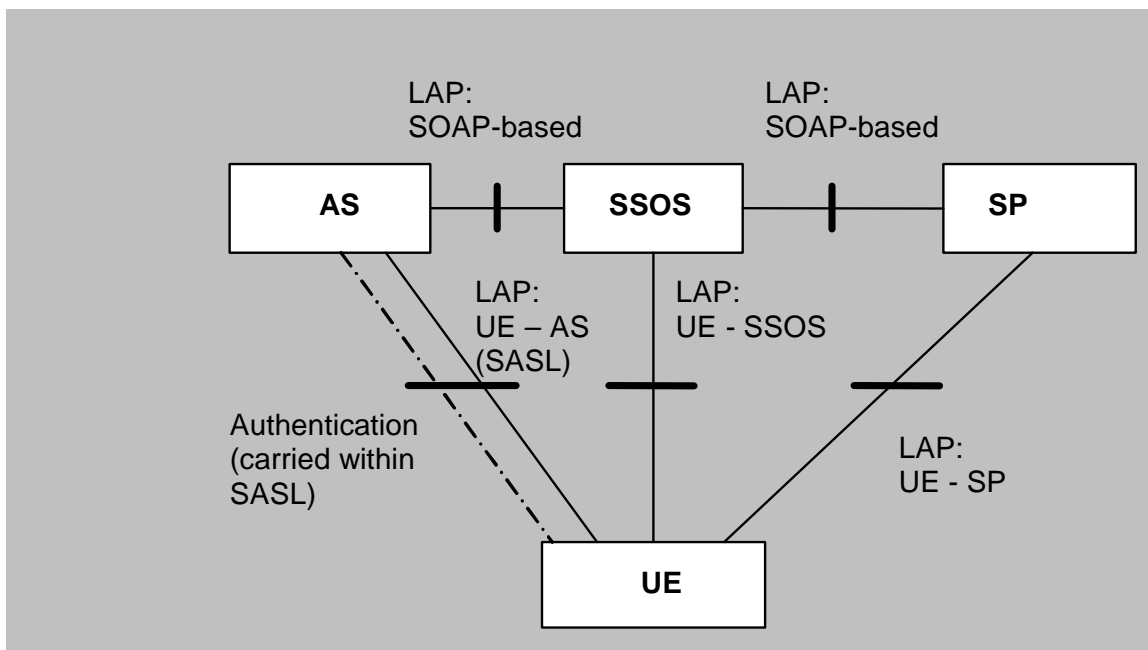 LAP:
SOAP-based
LAP:
SOAP-based
AS
SSOS
SP
LAP:
UE – AS
(SASL)
LAP:
UE - SSOS
Authentication
(carried within
SASL)
LAP:
UE - SP
UE